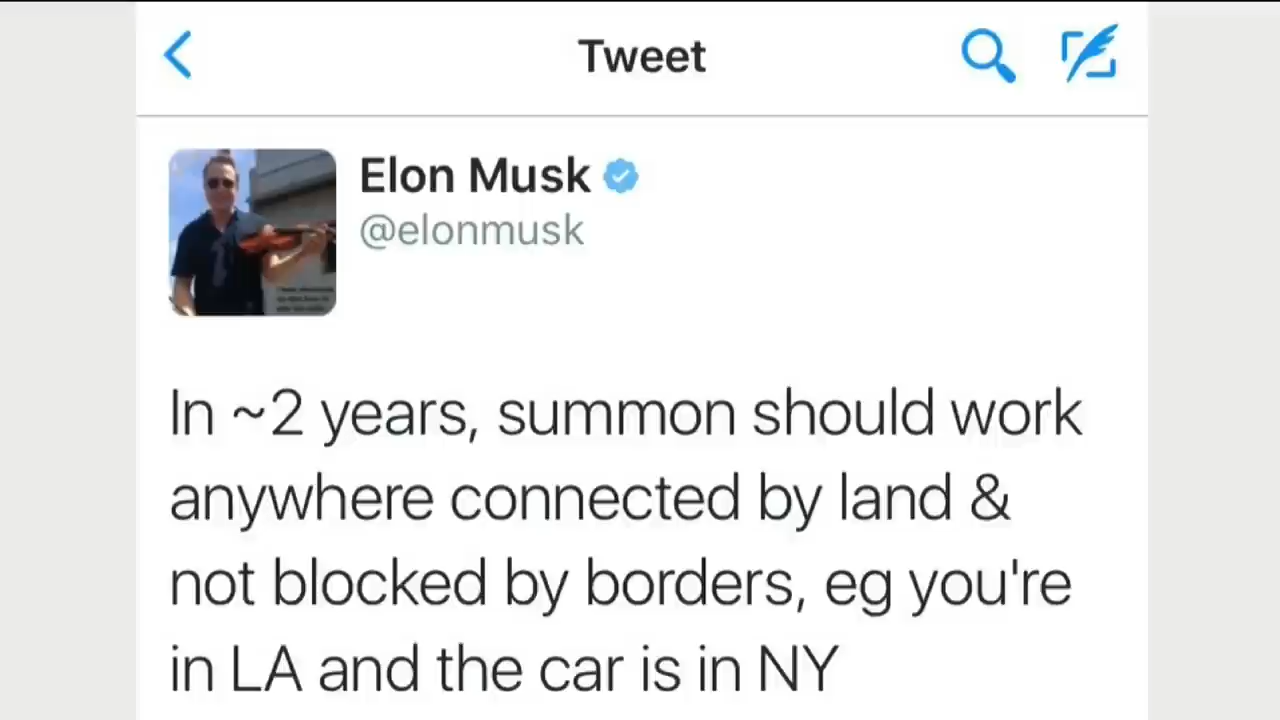 Tweet
Elon Musk
@elonmusk
In ~2 years, summon should work
anywhere connected by land &
not blocked by borders, eg you're
in LA and the car is in NY